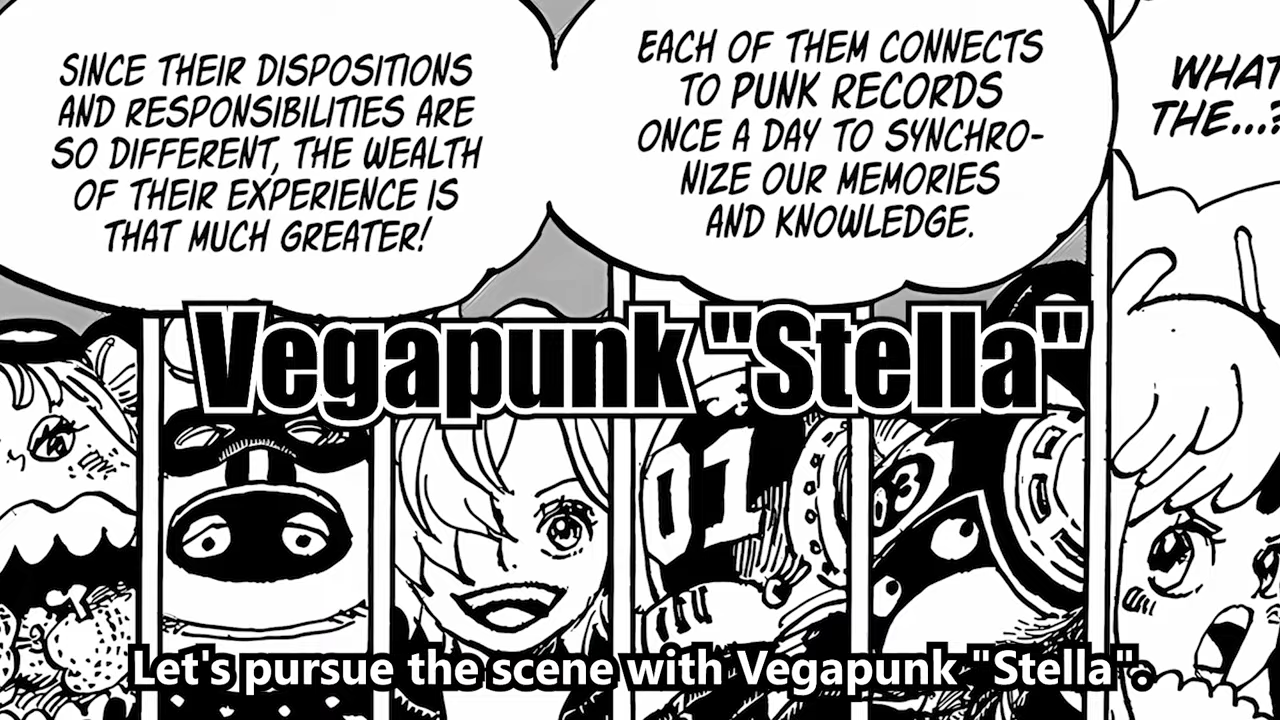 SINCE THEIR DISPOSITIONS
AND RESPONSIBILITIES ARE
SO DIFFERENT, THE WEALTH
OF THEIR EXPERIENCE IS
THAT MUCH GREATER!
EACH OF THEM CONNECTS
TO PUNK RECORDS
ONCE A DAY TO SYNCHRO-
NIZE OUR MEMORIES
AND KNOWLEDGE.
WHAT
THE...?
Vegapunk "Stella"
01
03
Let's pursue the scene with Vegapunk "Stella".